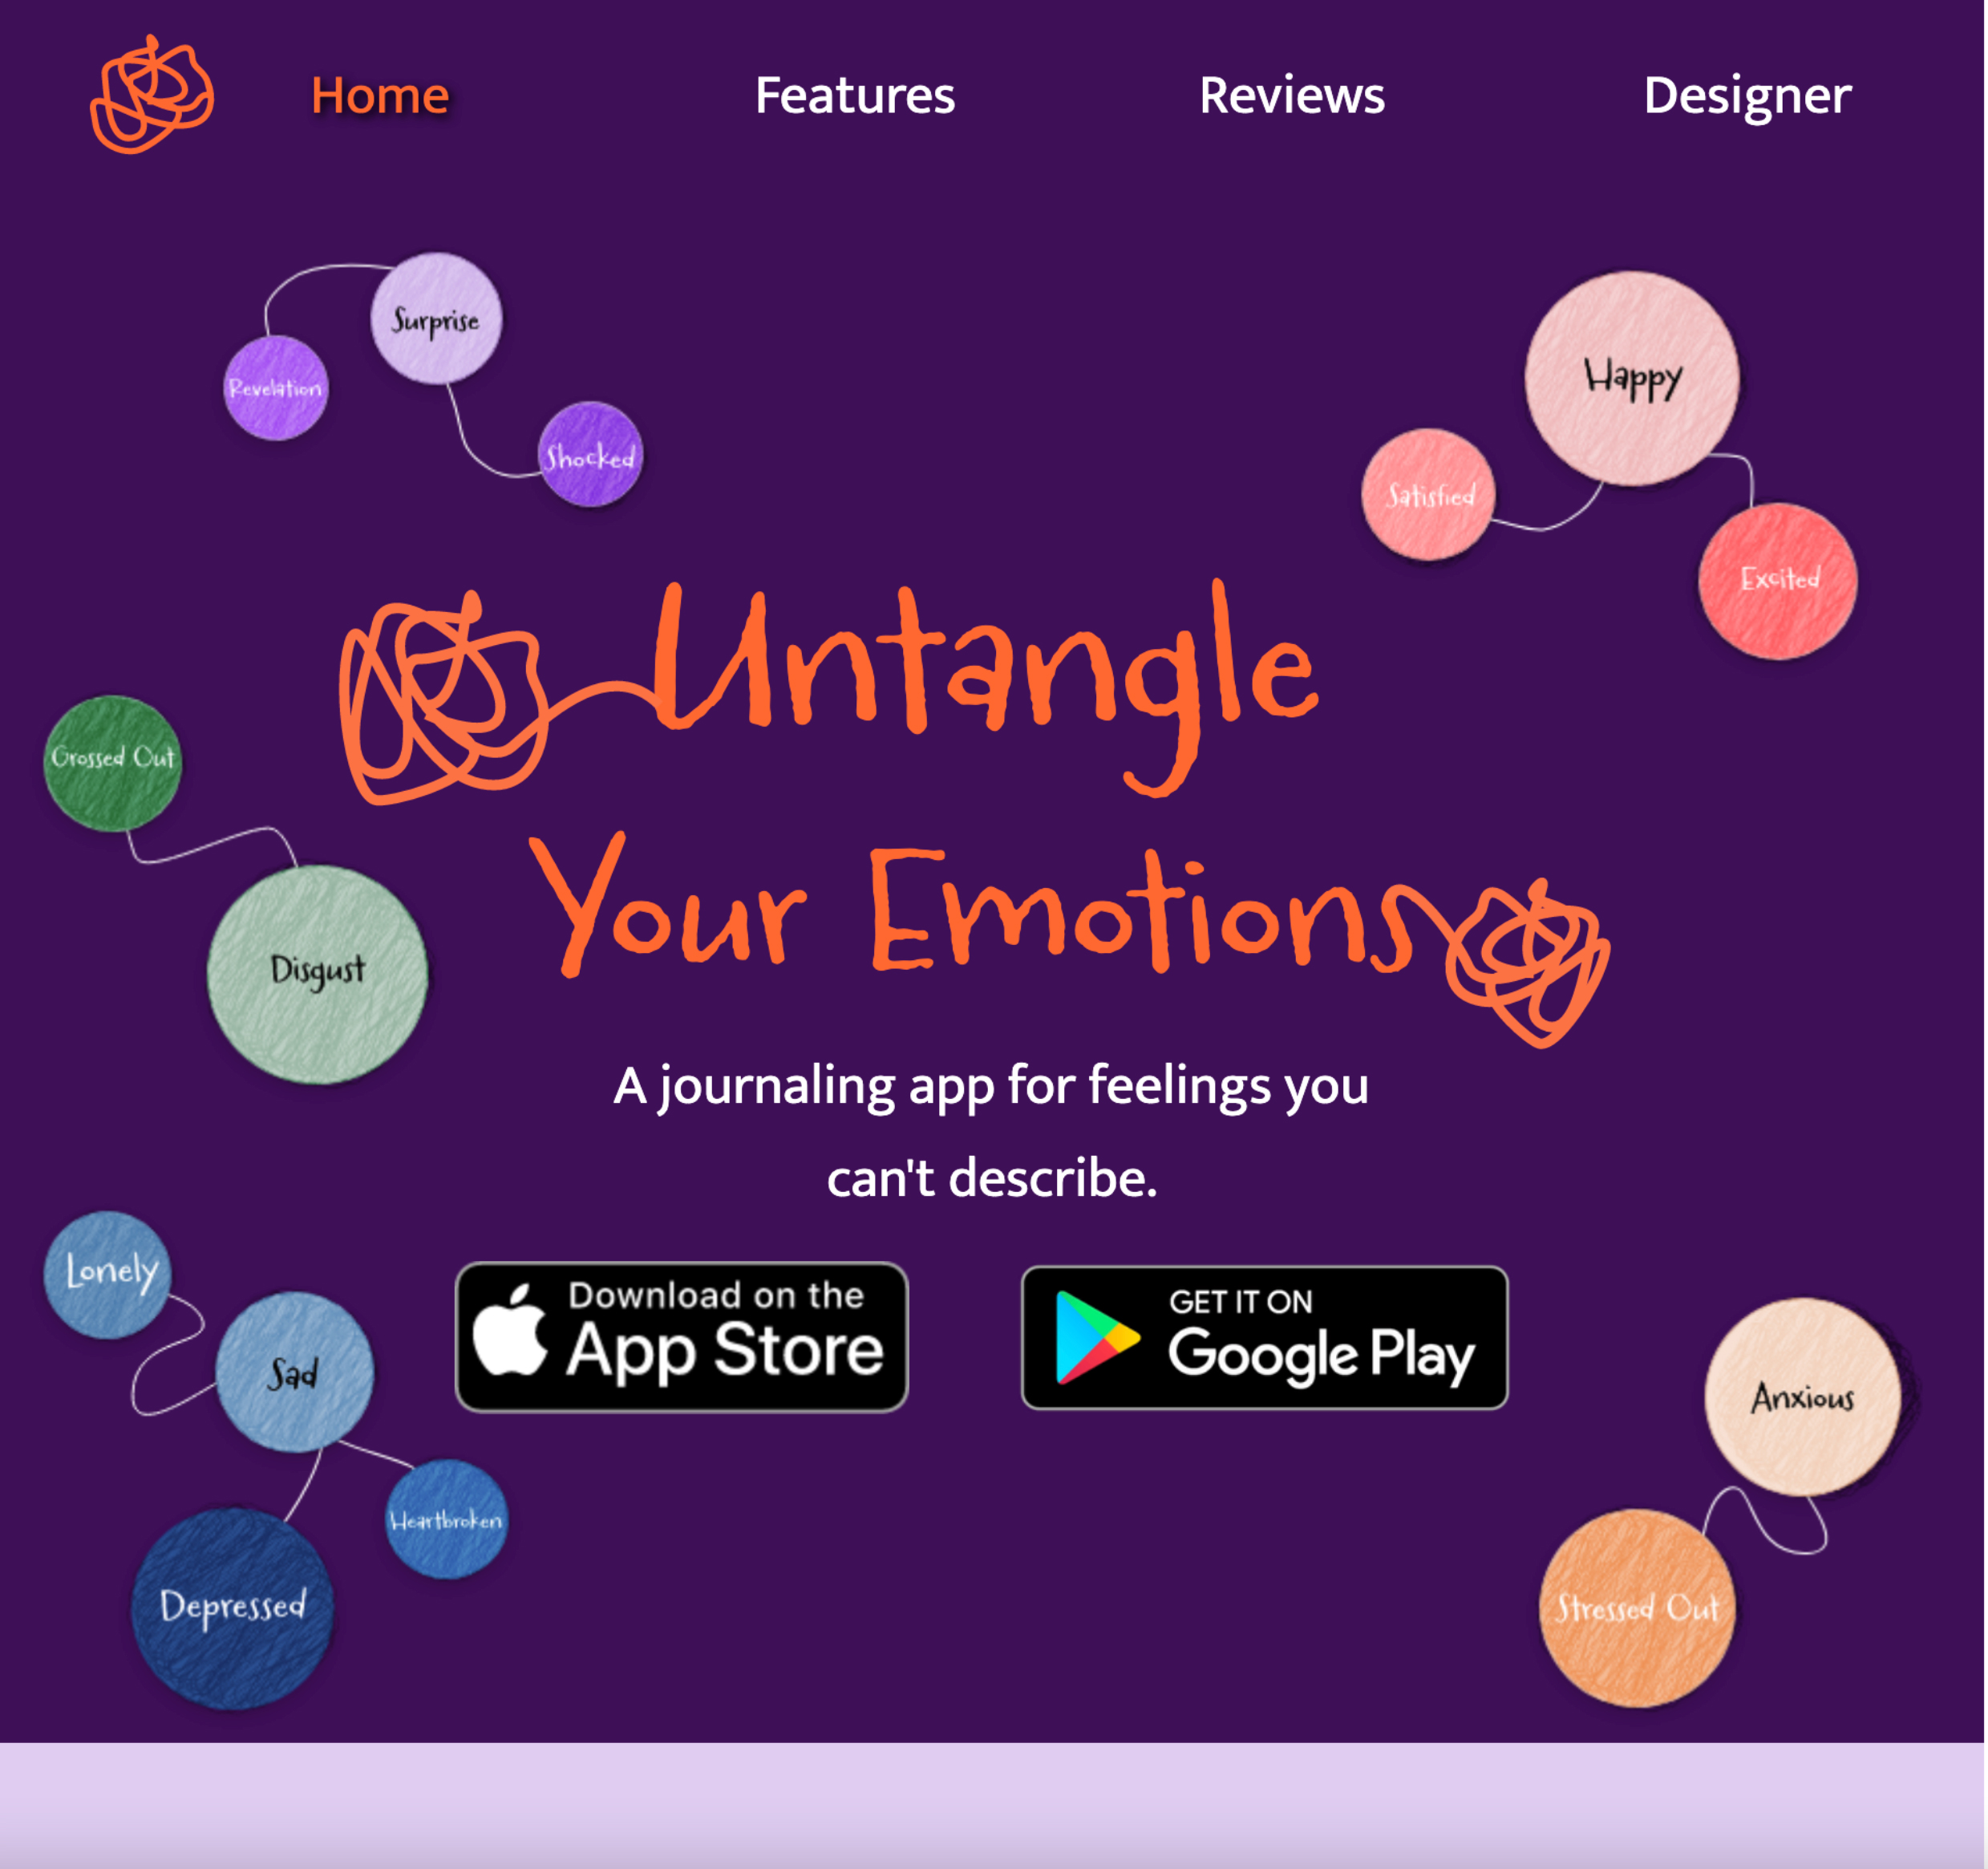 Home
Features
Reviews
Designer
Surprise
Revelation
Shocked
Happy
Satisfied
Excited
Untangle
Your Emotions
Grossed Out
Disgust
A journaling app for feelings you
can't describe.
Lonely
Sad
Heartbroken
Depressed
Download on the
App Store
GET IT ON
Google Play
Anxious
Stressed Out